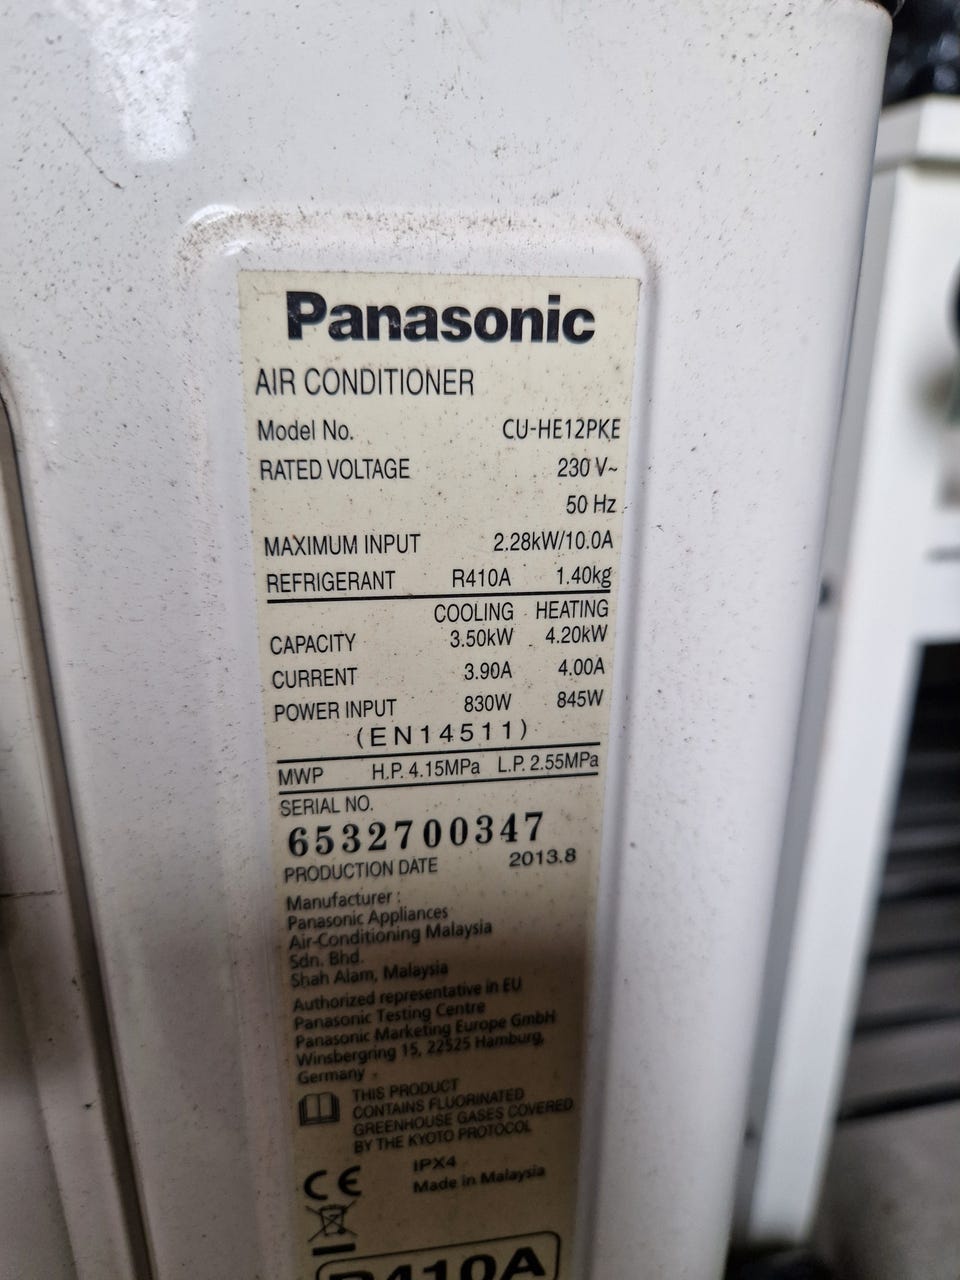 Panasonic
AIR CONDITIONER
Model No. CU-HE12PKE
RATED VOLTAGE 230 V~
50 Hz
MAXIMUM INPUT 2.28kW/10.0A
REFRIGERANT R410A 1.40kg
COOLING HEATING
CAPACITY 3.50kW 4.20kW
CURRENT 3.90A 4.00A
POWER INPUT 830W 845W
(EN14511)
MWP H.P. 4.15MPa L.P. 2.55MPa
SERIAL NO.
6532700347
PRODUCTION DATE 2013.8
Manufacturer :
Panasonic Appliances
Air-Conditioning Malaysia
Sdn. Bhd.
Shah Alam, Malaysia
Authorized representative in EU
Panasonic Testing Centre
Panasonic Marketing Europe GmbH
Winsbergring 15, 22525 Hamburg,
Germany
THIS PRODUCT
CONTAINS FLUORINATED
GREENHOUSE GASES COVERED
BY THE KYOTO PROTOCOL
IPX4
CE Made in Malaysia
R410A